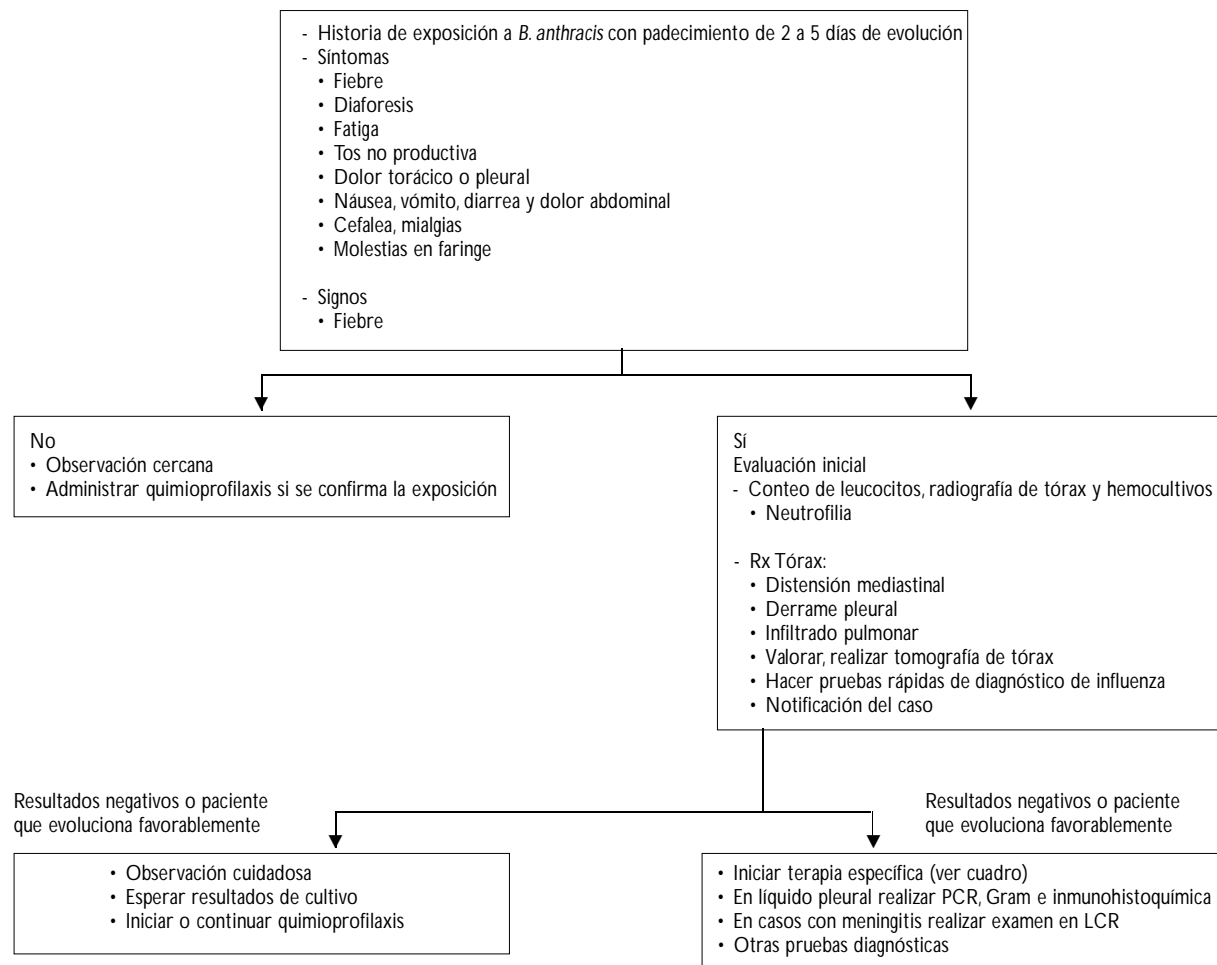 - Historia de exposición a B. anthracis con padecimiento de 2 a 5 días de evolución
- Síntomas
• Fiebre
• Diaforesis
• Fatiga
• Tos no productiva
• Dolor torácico o pleural
• Náusea, vómito, diarrea y dolor abdominal
• Cefalea, mialgias
• Molestias en faringe
- Signos
• Fiebre
No
• Observación cercana
• Administrar quimioprofilaxis si se confirma la exposición
Sí
Evaluación inicial
- Conteo de leucocitos, radiografía de tórax y hemocultivos
• Neutrofilia
- Rx Tórax:
• Distensión mediastinal
• Derrame pleural
• Infiltrado pulmonar
• Valorar, realizar tomografía de tórax
• Hacer pruebas rápidas de diagnóstico de influenza
• Notificación del caso
Resultados negativos o paciente
que evoluciona favorablemente
• Observación cuidadosa
• Esperar resultados de cultivo
• Iniciar o continuar quimioprofilaxis
Resultados negativos o paciente
que evoluciona favorablemente
• Iniciar terapia específica (ver cuadro)
• En líquido pleural realizar PCR, Gram e inmunohistoquímica
• En casos con meningitis realizar examen en LCR
• Otras pruebas diagnósticas